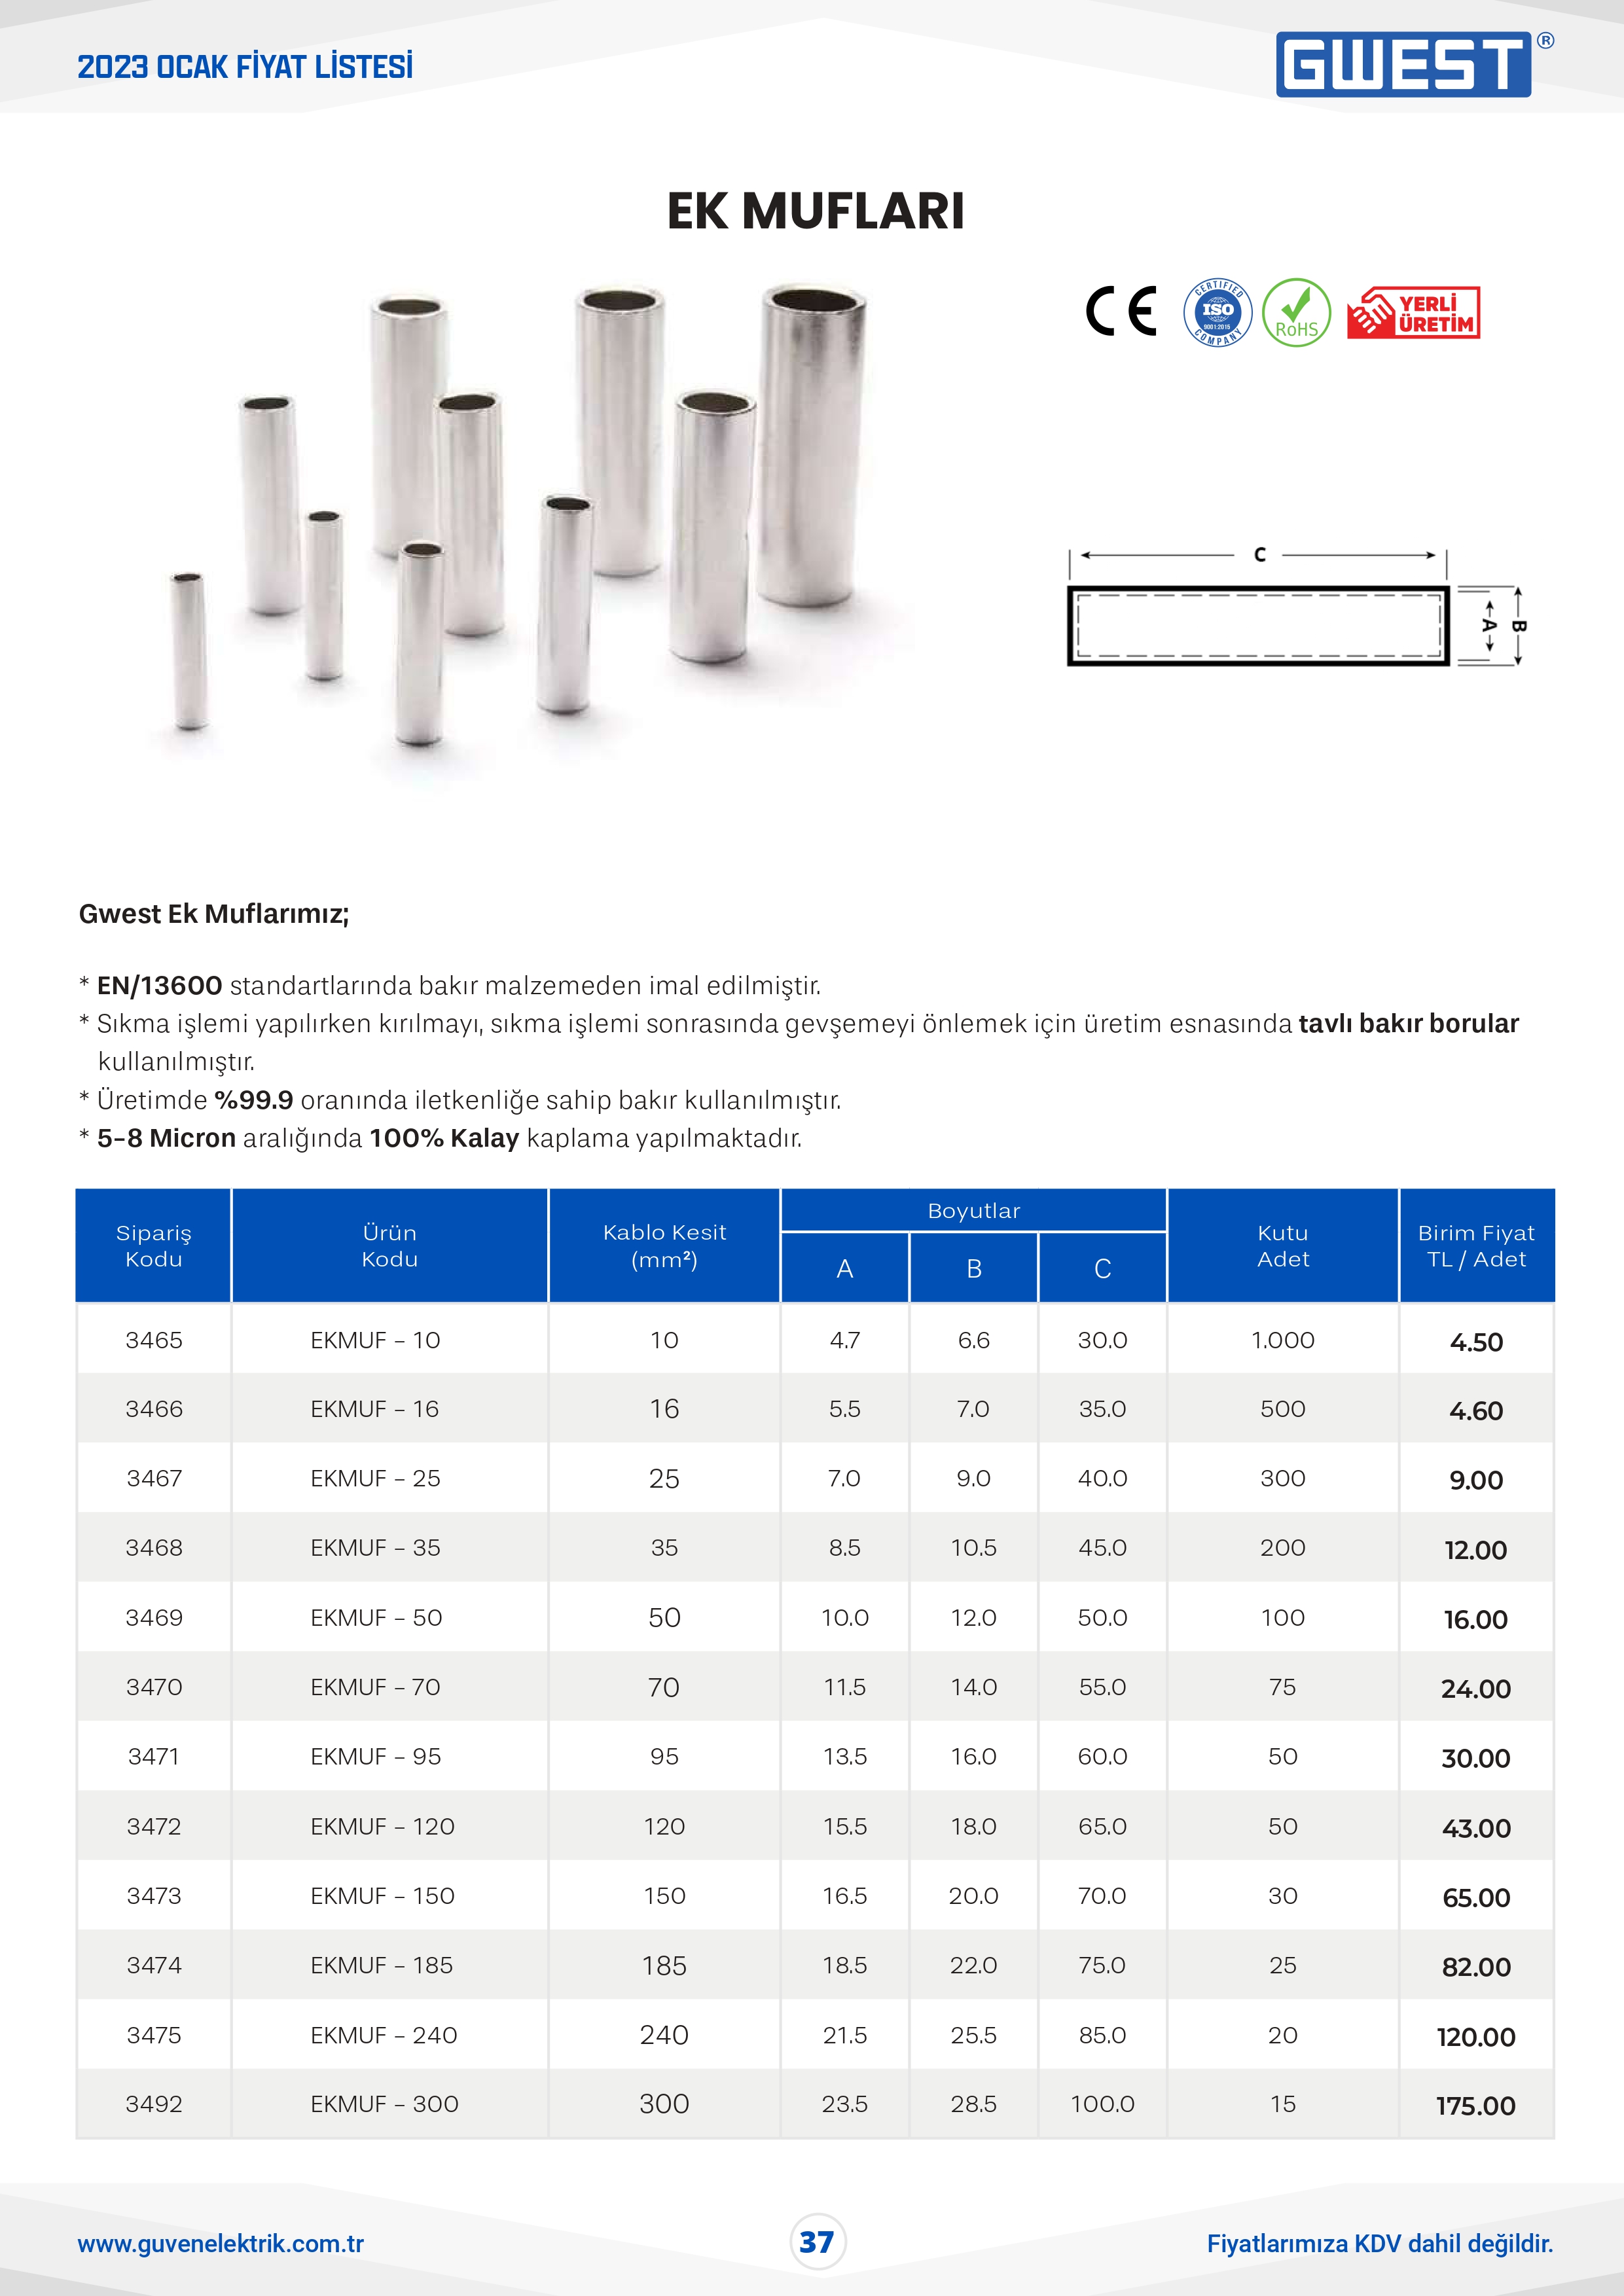 2023 OCAK FİYAT LİSTESİ
GWEST ®
EK MUFLARI
CE
CERTIFIED
ISO
9001:2015
COMPANY
RoHS
YERLİ
ÜRETİM
C
A
B
Gwest Ek Muflarımız;
* EN/13600 standartlarında bakır malzemeden imal edilmiştir.
* Sıkma işlemi yapılırken kırılmayı, sıkma işlemi sonrasında gevşemeyi önlemek için üretim esnasında tavlı bakır borular
kullanılmıştır.
* Üretimde %99.9 oranında iletkenliğe sahip bakır kullanılmıştır.
* 5-8 Micron aralığında 100% Kalay kaplama yapılmaktadır.
Sipariş Kodu | Ürün Kodu | Kablo Kesit (mm²) | Boyutlar A B C | Kutu Adet | Birim Fiyat TL / Adet
3465 EKMUF – 10 10 4.7 6.6 30.0 1.000 4.50
3466 EKMUF – 16 16 5.5 7.0 35.0 500 4.60
3467 EKMUF – 25 25 7.0 9.0 40.0 300 9.00
3468 EKMUF – 35 35 8.5 10.5 45.0 200 12.00
3469 EKMUF – 50 50 10.0 12.0 50.0 100 16.00
3470 EKMUF – 70 70 11.5 14.0 55.0 75 24.00
3471 EKMUF – 95 95 13.5 16.0 60.0 50 30.00
3472 EKMUF – 120 120 15.5 18.0 65.0 50 43.00
3473 EKMUF – 150 150 16.5 20.0 70.0 30 65.00
3474 EKMUF – 185 185 18.5 22.0 75.0 25 82.00
3475 EKMUF – 240 240 21.5 25.5 85.0 20 120.00
3492 EKMUF – 300 300 23.5 28.5 100.0 15 175.00
www.guvenelektrik.com.tr
37
Fiyatlarımıza KDV dahil değildir.